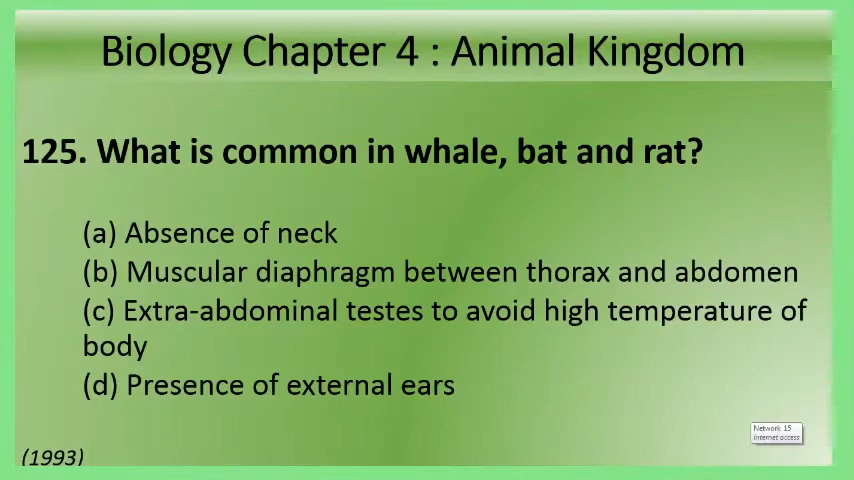 Biology Chapter 4 : Animal Kingdom
125. What is common in whale, bat and rat?
(a) Absence of neck
(b) Muscular diaphragm between thorax and abdomen
(c) Extra-abdominal testes to avoid high temperature of
body
(d) Presence of external ears
Network 15
Internet access
(1993)